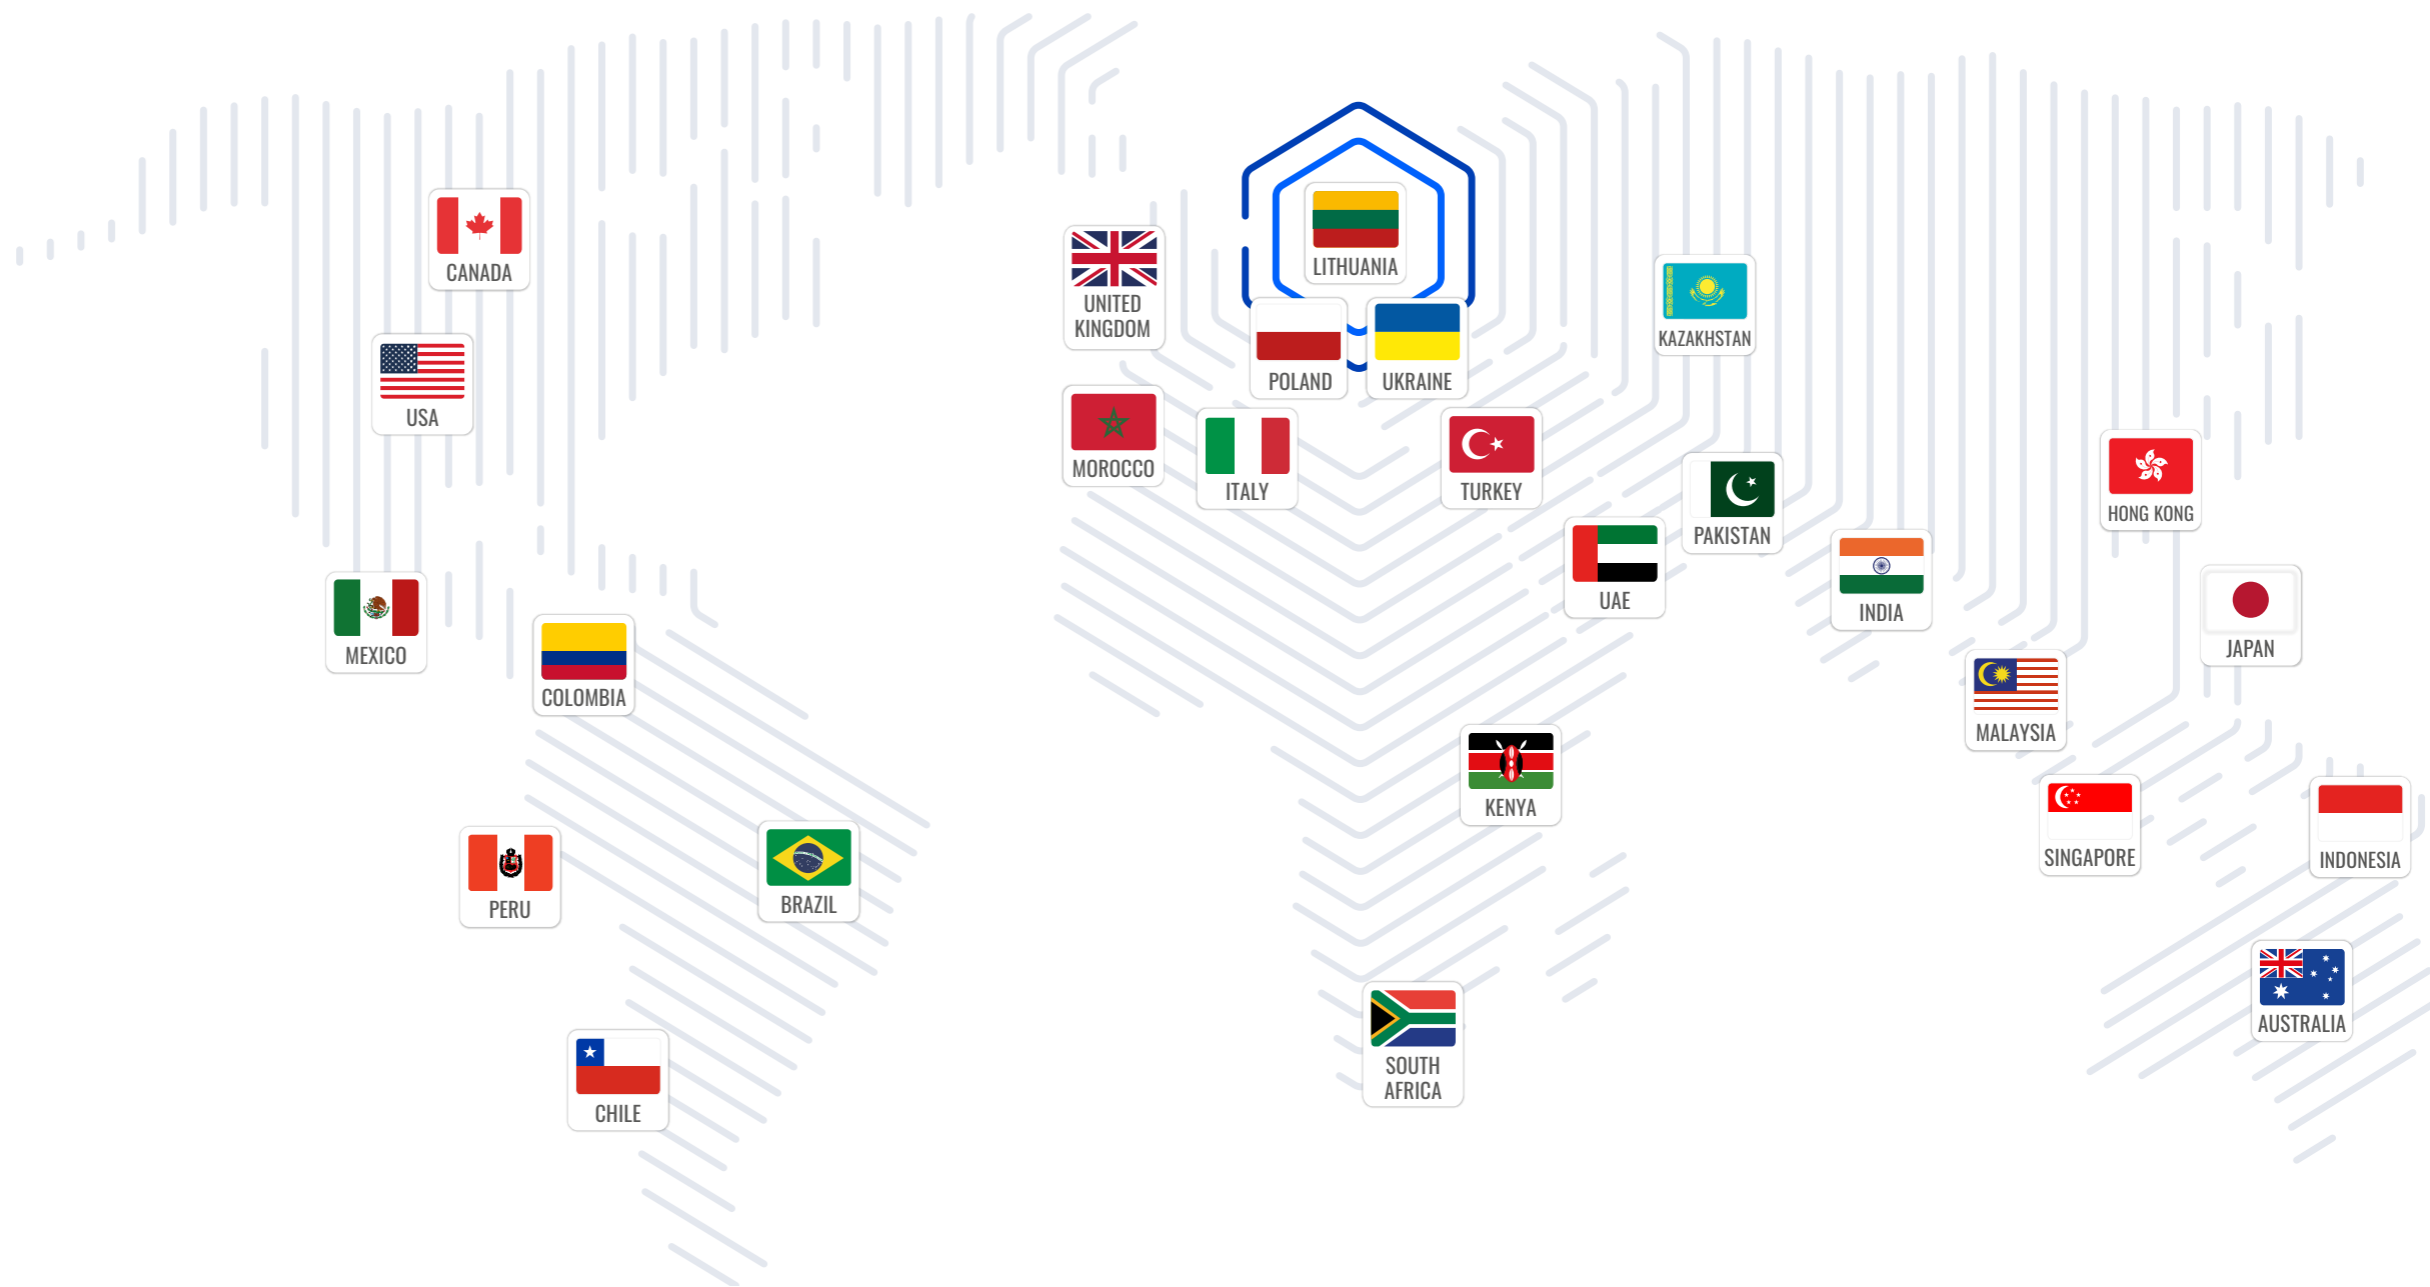 CANADA
LITHUANIA
UNITED
KINGDOM
KAZAKHSTAN
USA
POLAND
UKRAINE
MOROCCO
ITALY
TURKEY
PAKISTAN
HONG KONG
UAE
INDIA
MEXICO
JAPAN
COLOMBIA
MALAYSIA
KENYA
SINGAPORE
INDONESIA
PERU
BRAZIL
AUSTRALIA
SOUTH
AFRICA
CHILE